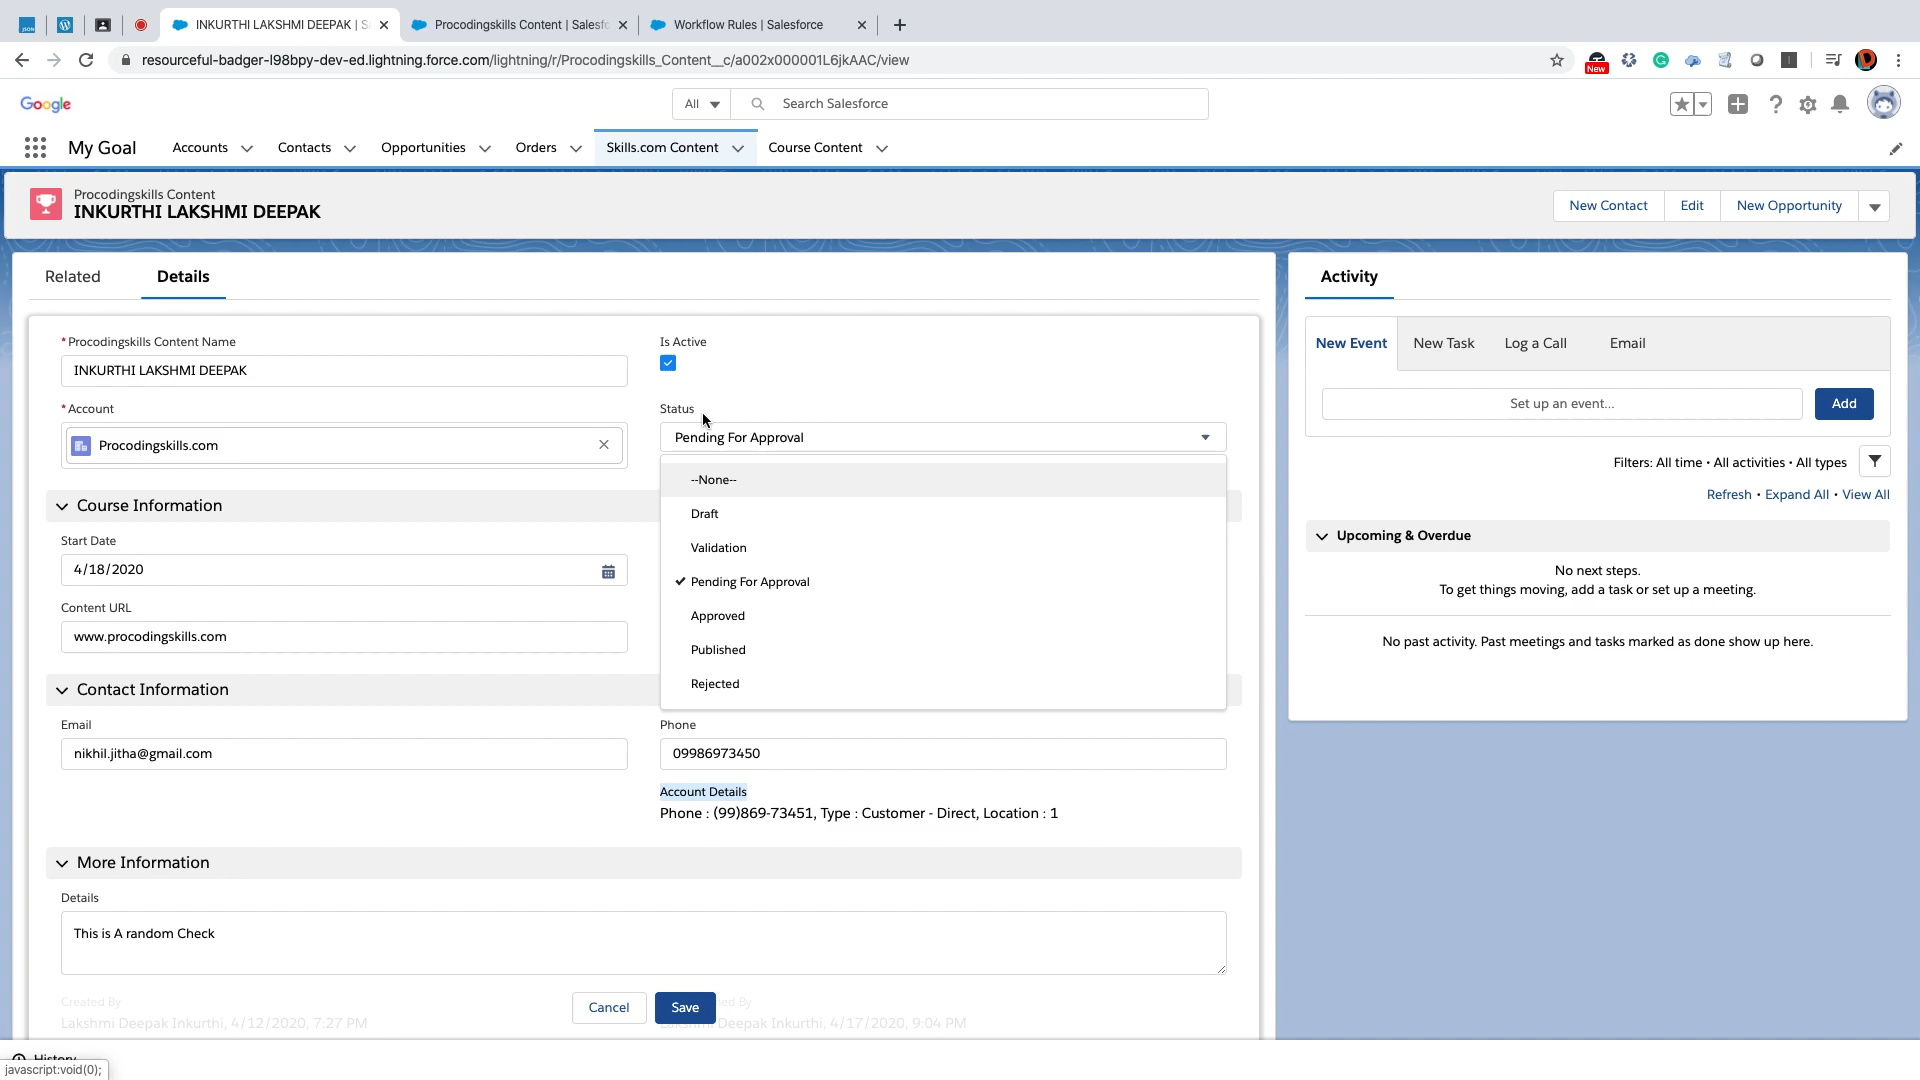 INKURTHI LAKSHMI DEEPAK | S
Procodingskills Content | Salesfo
Workflow Rules | Salesforce
resourceful-badger-l98bpy-dev-ed.lightning.force.com/lightning/r/Procodingskills_Content__c/a002x000001L6jkAAC/view
New
Google
All
Search Salesforce
My Goal
Accounts
Contacts
Opportunities
Orders
Skills.com Content
Course Content
Procodingskills Content
INKURTHI LAKSHMI DEEPAK
New Contact
Edit
New Opportunity
Related
Details
* Procodingskills Content Name
INKURTHI LAKSHMI DEEPAK
Is Active
* Account
Procodingskills.com
Status
Pending For Approval
--None--
Draft
Validation
Pending For Approval
Approved
Published
Rejected
Course Information
Start Date
4/18/2020
Content URL
www.procodingskills.com
Contact Information
Email
nikhil.jitha@gmail.com
Phone
09986973450
Account Details
Phone : (99)869-73451, Type : Customer - Direct, Location : 1
More Information
Details
This is A random Check
Created By
Lakshmi Deepak Inkurthi, 4/12/2020, 7:27 PM
ed By
Lakshmi Deepak Inkurthi, 4/17/2020, 9:04 PM
Cancel
Save
Activity
New Event
New Task
Log a Call
Email
Set up an event...
Add
Filters: All time • All activities • All types
Refresh • Expand All • View All
Upcoming & Overdue
No next steps.
To get things moving, add a task or set up a meeting.
No past activity. Past meetings and tasks marked as done show up here.
History
javascript:void(0);